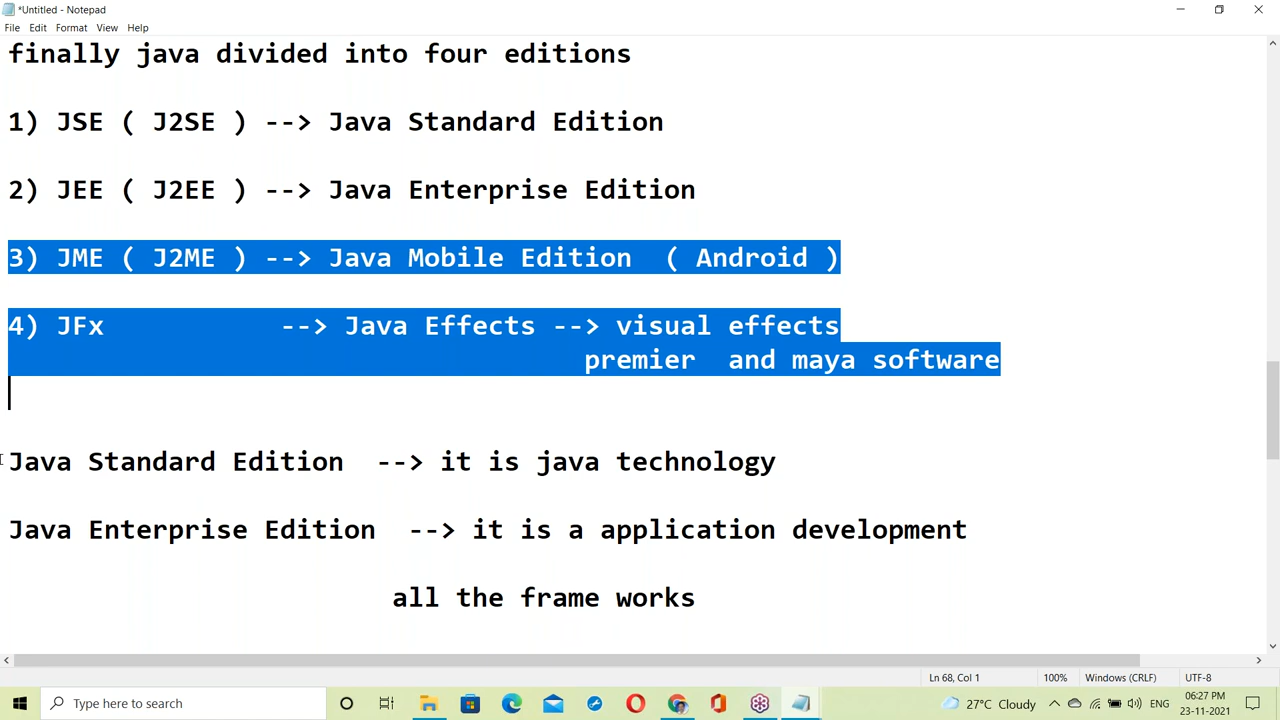 *Untitled - Notepad
File Edit Format View Help
finally java divided into four editions
1) JSE ( J2SE ) --> Java Standard Edition
2) JEE ( J2EE ) --> Java Enterprise Edition
3) JME ( J2ME ) --> Java Mobile Edition ( Android )
4) JFx --> Java Effects --> visual effects
premier and maya software
Java Standard Edition --> it is java technology
Java Enterprise Edition --> it is a application development
all the frame works
Ln 68, Col 1 100% Windows (CRLF) UTF-8
Type here to search 27°C Cloudy ENG 06:27 PM
23-11-2021